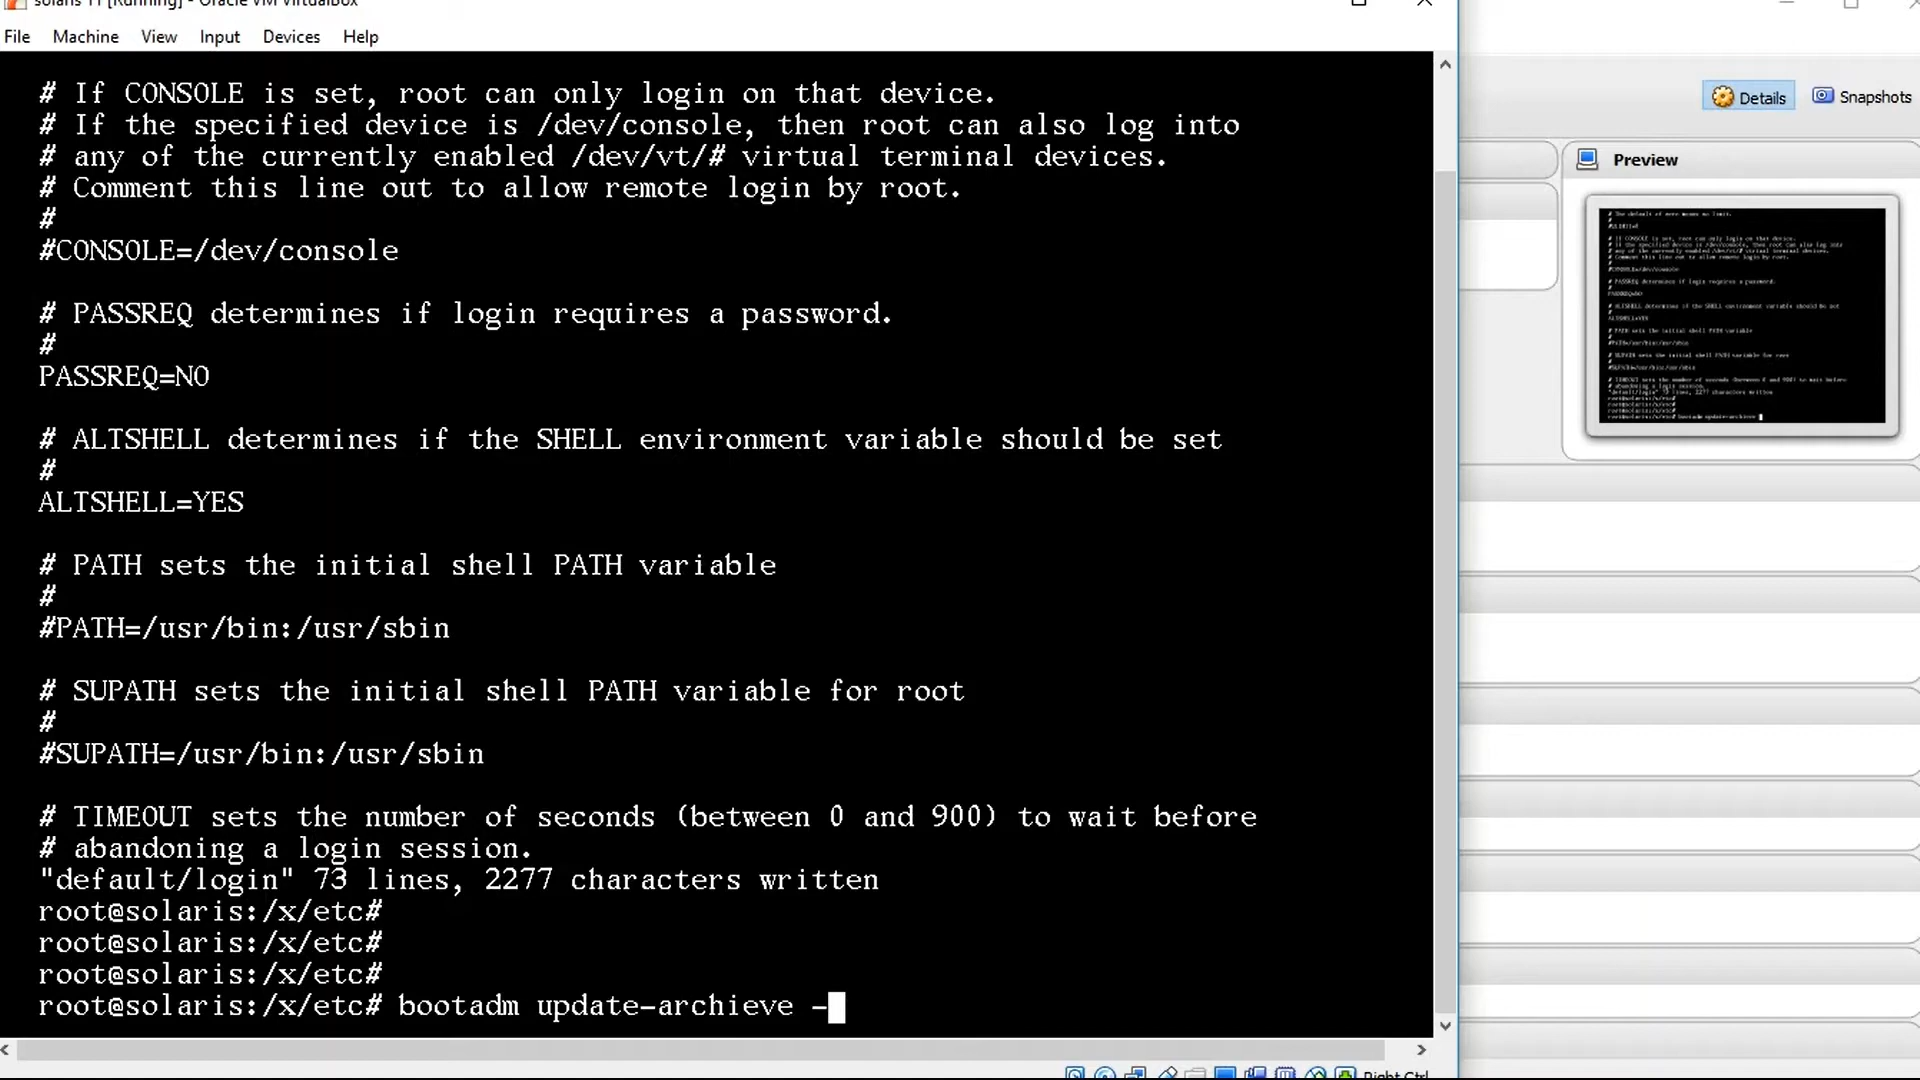 solaris 11 [Running] - Oracle VM VirtualBox
File Machine View Input Devices Help
# If CONSOLE is set, root can only login on that device.
# If the specified device is /dev/console, then root can also log into
# any of the currently enabled /dev/vt/# virtual terminal devices.
# Comment this line out to allow remote login by root.
#
#CONSOLE=/dev/console
# PASSREQ determines if login requires a password.
#
PASSREQ=NO
# ALTSHELL determines if the SHELL environment variable should be set
#
ALTSHELL=YES
# PATH sets the initial shell PATH variable
#
#PATH=/usr/bin:/usr/sbin
# SUPATH sets the initial shell PATH variable for root
#
#SUPATH=/usr/bin:/usr/sbin
# TIMEOUT sets the number of seconds (between 0 and 900) to wait before
# abandoning a login session.
"default/login" 73 lines, 2277 characters written
root@solaris:/x/etc#
root@solaris:/x/etc#
root@solaris:/x/etc#
root@solaris:/x/etc# bootadm update-archieve -
Right Ctrl
Details Snapshots
Preview